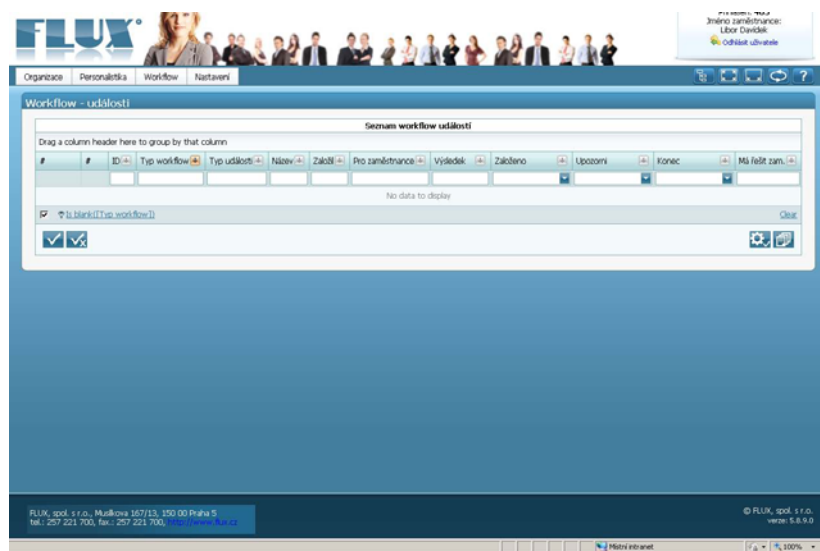 FLUX®
Jméno zaměstnance:
Libor Davídek
Odhlásit uživatele
Organizace Personalistika Workflow Nastavení ?
Workflow - události
Seznam workflow událostí
Drag a column header here to group by that column
# # ID Typ workflow Typ události Název Založil Pro zaměstnance Výsledek Založeno Upozorni Konec Má řešit zam.
No data to display
Is blank([Typ workflow]) Clear
FLUX, spol. s r.o., Musílkova 167/13, 150 00 Praha 5
tel.: 257 221 700, fax.: 257 221 700, http://www.flux.cz
© FLUX, spol. s r.o.
verze: 5.8.9.0
Místní intranet 100%